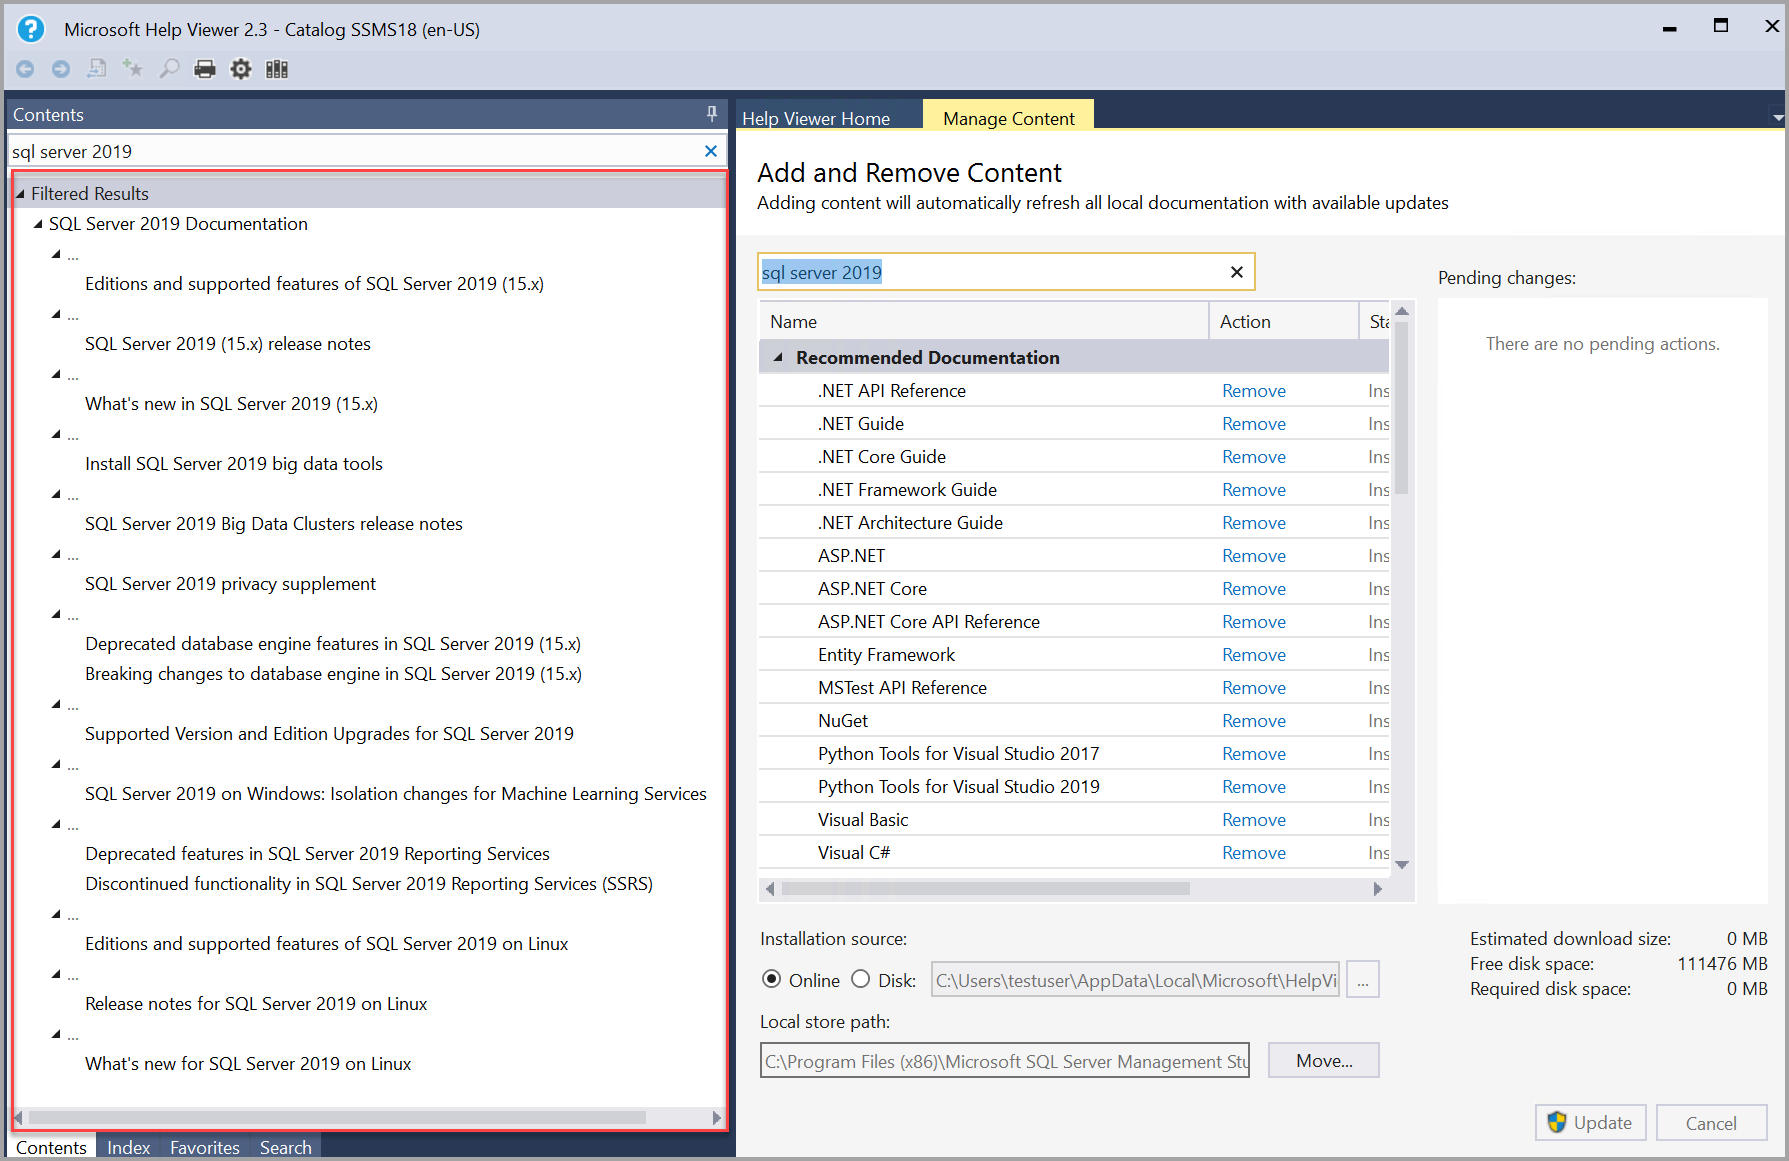 Microsoft Help Viewer 2.3 - Catalog SSMS18 (en-US)
Contents
sql server 2019
Filtered Results
SQL Server 2019 Documentation
...
Editions and supported features of SQL Server 2019 (15.x)
...
SQL Server 2019 (15.x) release notes
...
What's new in SQL Server 2019 (15.x)
...
Install SQL Server 2019 big data tools
...
SQL Server 2019 Big Data Clusters release notes
...
SQL Server 2019 privacy supplement
...
Deprecated database engine features in SQL Server 2019 (15.x)
Breaking changes to database engine in SQL Server 2019 (15.x)
...
Supported Version and Edition Upgrades for SQL Server 2019
...
SQL Server 2019 on Windows: Isolation changes for Machine Learning Services
...
Deprecated features in SQL Server 2019 Reporting Services
Discontinued functionality in SQL Server 2019 Reporting Services (SSRS)
...
Editions and supported features of SQL Server 2019 on Linux
...
Release notes for SQL Server 2019 on Linux
...
What's new for SQL Server 2019 on Linux
Contents Index Favorites Search
Help Viewer Home Manage Content
Add and Remove Content
Adding content will automatically refresh all local documentation with available updates
sql server 2019
Name Action Sta
Recommended Documentation
.NET API Reference Remove Ins
.NET Guide Remove Ins
.NET Core Guide Remove Ins
.NET Framework Guide Remove Ins
.NET Architecture Guide Remove Ins
ASP.NET Remove Ins
ASP.NET Core Remove Ins
ASP.NET Core API Reference Remove Ins
Entity Framework Remove Ins
MSTest API Reference Remove Ins
NuGet Remove Ins
Python Tools for Visual Studio 2017 Remove Ins
Python Tools for Visual Studio 2019 Remove Ins
Visual Basic Remove Ins
Visual C# Remove Ins
Pending changes:
There are no pending actions.
Installation source:
Online Disk: C:\Users\testuser\AppData\Local\Microsoft\HelpVi ...
Local store path:
C:\Program Files (x86)\Microsoft SQL Server Management Stu Move...
Estimated download size: 0 MB
Free disk space: 111476 MB
Required disk space: 0 MB
Update Cancel